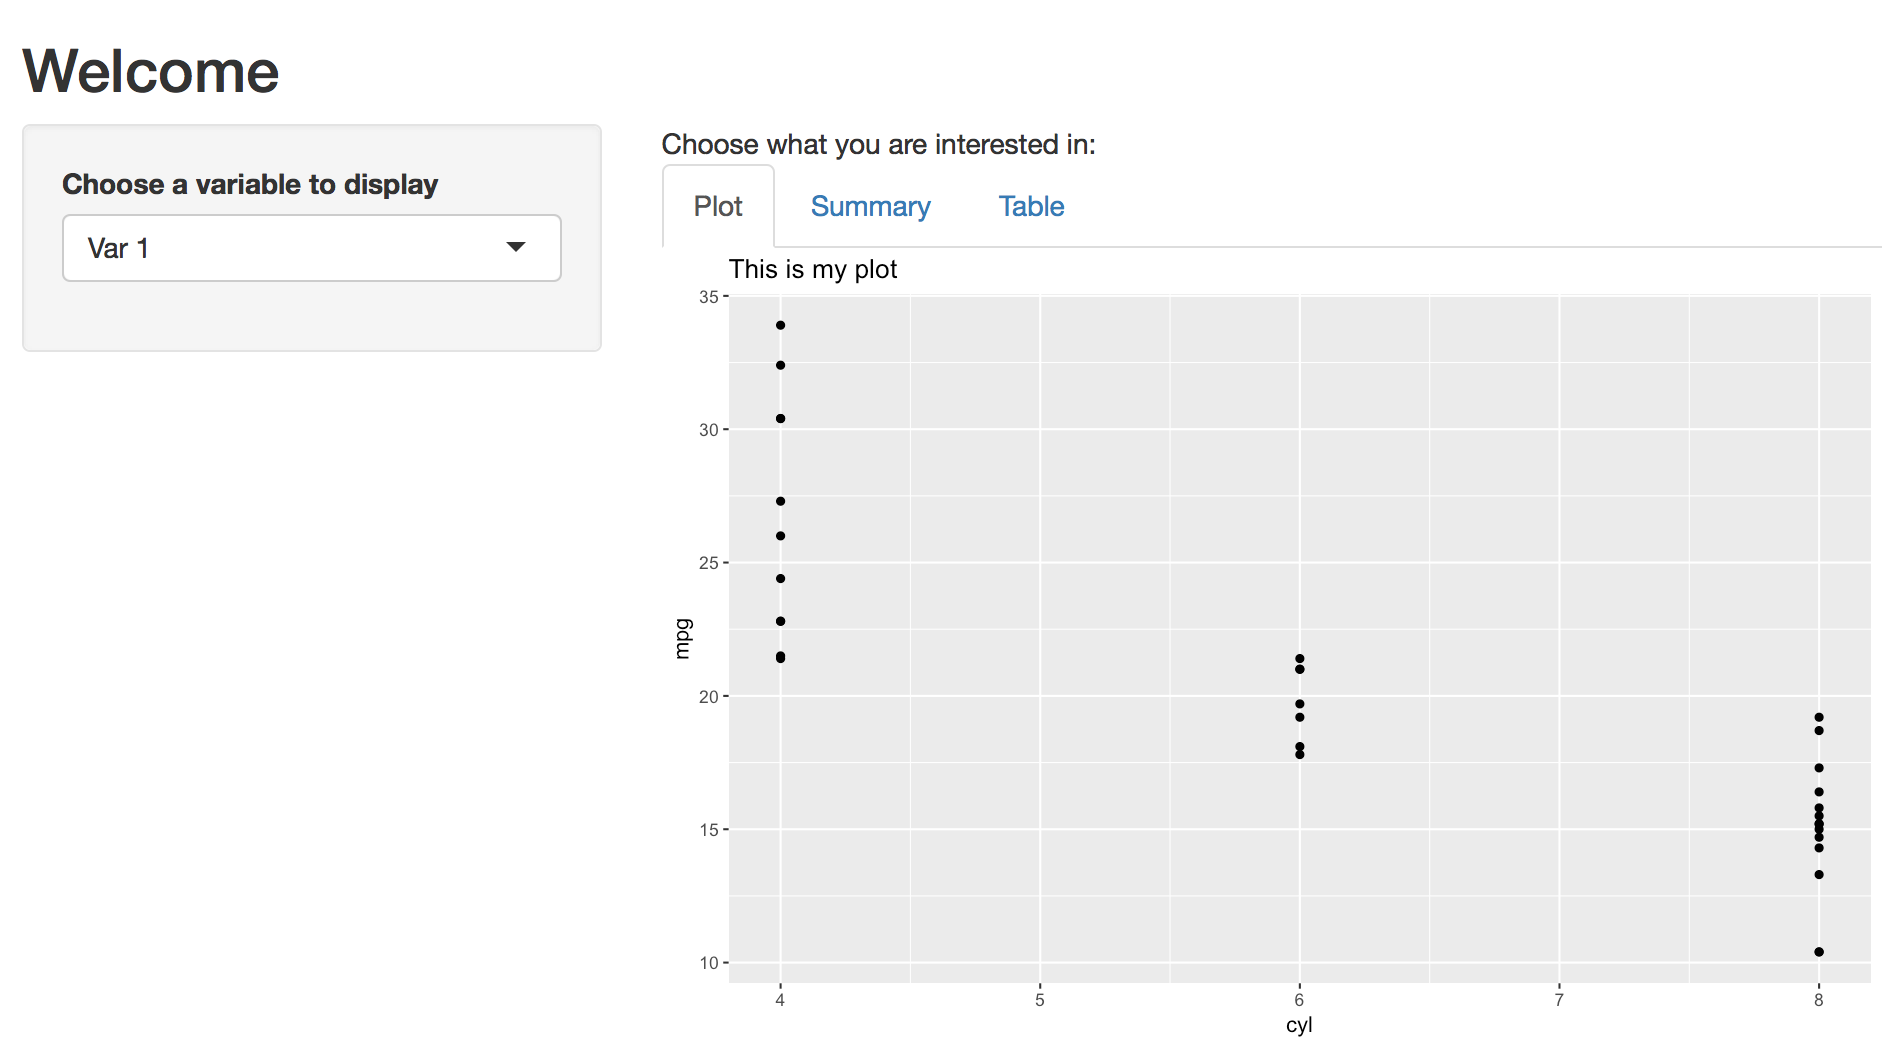 Welcome
Choose a variable to display
Var 1
Choose what you are interested in:
Plot Summary Table
This is my plot
35
30
25
20
15
10
mpg
4 5 6 7 8
cyl